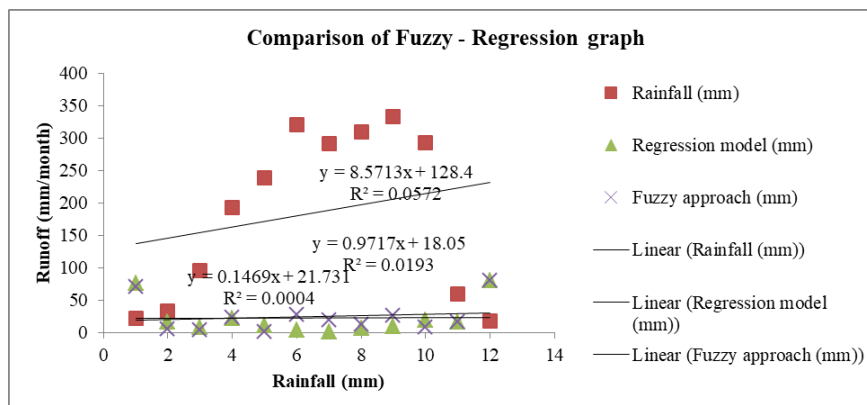 Comparison of Fuzzy - Regression graph
400
350
300
250
200
150
100
50
0
0
2
4
6
8
10
12
14
Runoff (mm/month)
Rainfall (mm)
y = 8.5713x + 128.4
R² = 0.0572
y = 0.9717x + 18.05
R² = 0.0193
y = 0.1469x + 21.731
R² = 0.0004
Rainfall (mm)
Regression model (mm)
Fuzzy approach (mm)
Linear (Rainfall (mm))
Linear (Regression model
(mm))
Linear (Fuzzy approach (mm))